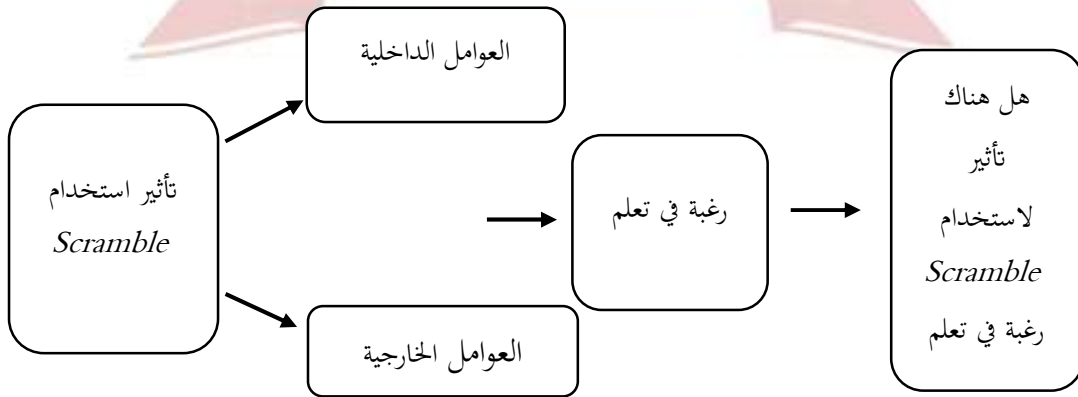 العوامل الداخلية
تأثير استخدام
Scramble
العوامل الخارجية
رغبة في تعلم
هل هناك
تأثير
لاستخدام
Scramble
رغبة في تعلم